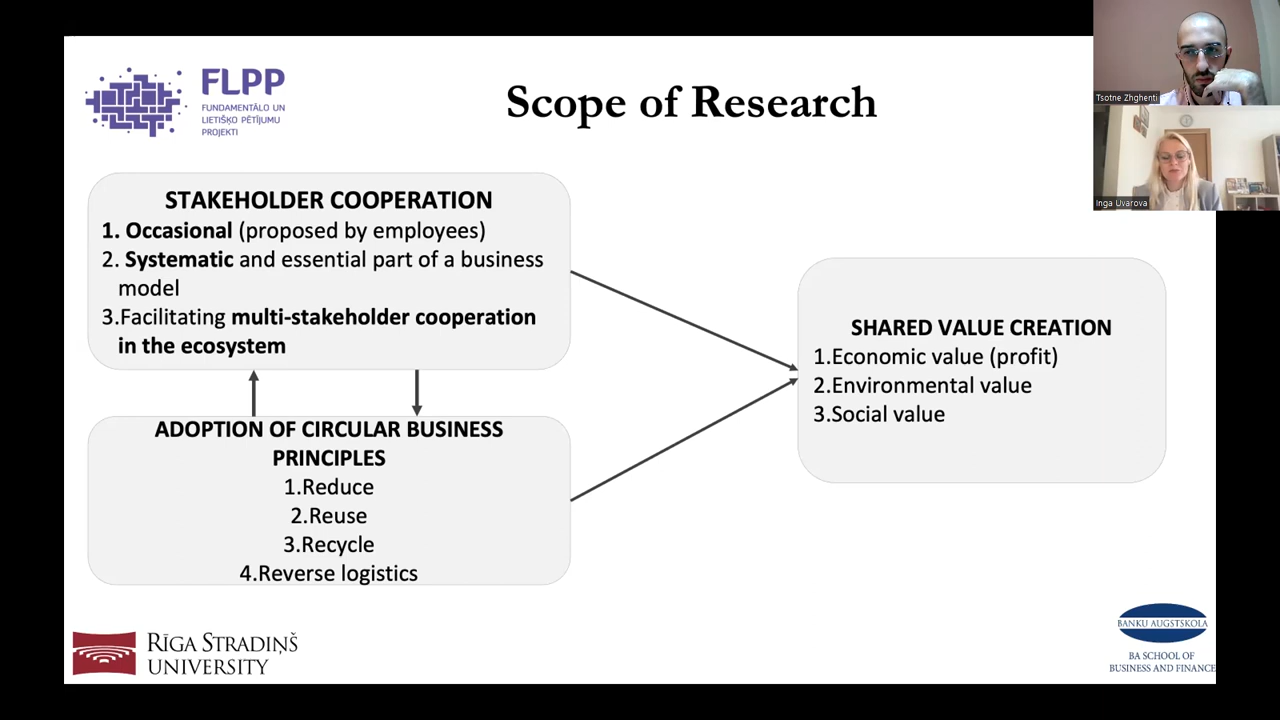 FLPP
FUNDAMENTĀLO UN
LIETIŠĶO PĒTĪJUMU
PROJEKTI
Scope of Research
Tsotne Zhghenti
Inga Uvarova
STAKEHOLDER COOPERATION
1. Occasional (proposed by employees)
2. Systematic and essential part of a business
model
3.Facilitating multi-stakeholder cooperation
in the ecosystem
ADOPTION OF CIRCULAR BUSINESS
PRINCIPLES
1.Reduce
2.Reuse
3.Recycle
4.Reverse logistics
SHARED VALUE CREATION
1.Economic value (profit)
2.Environmental value
3.Social value
RĪGA STRADIŅŠ
UNIVERSITY
BANKU AUGSTSKOLA
BA SCHOOL OF
BUSINESS AND FINANCE